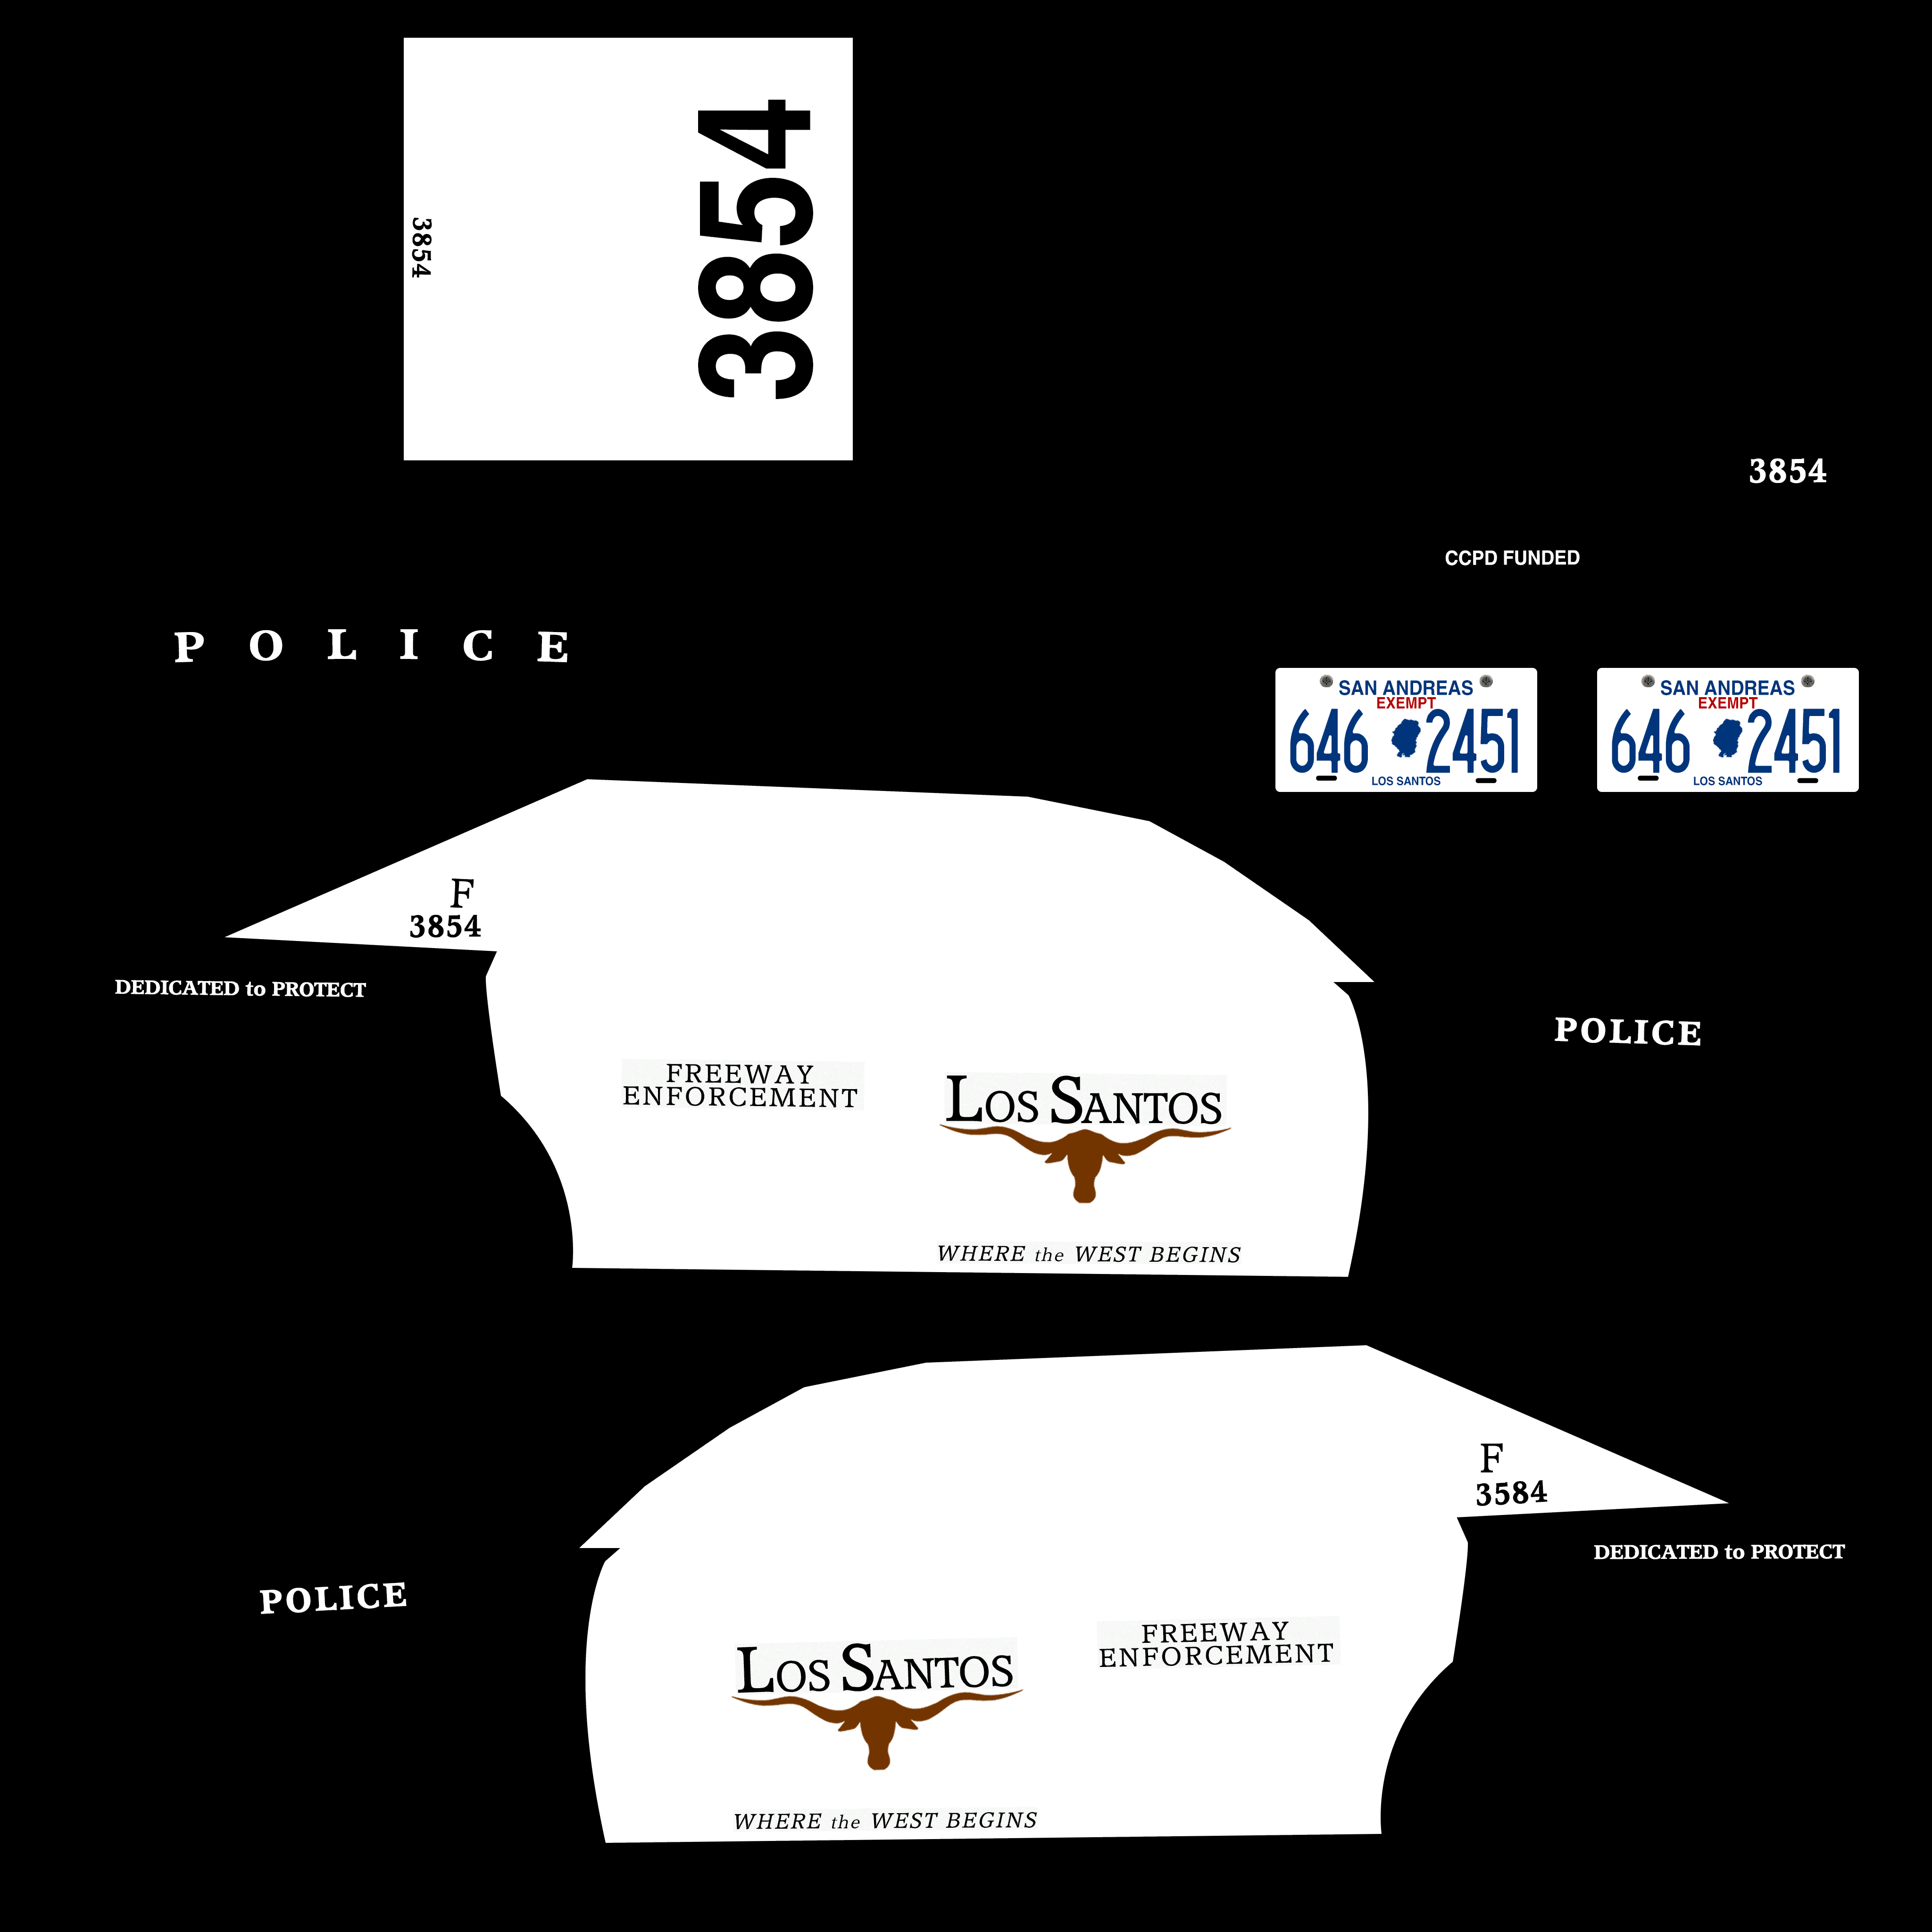 3854
3854
3854
CCPD FUNDED
POLICE
SAN ANDREAS
EXEMPT
646 2451
LOS SANTOS
SAN ANDREAS
EXEMPT
646 2451
LOS SANTOS
F
3854
DEDICATED to PROTECT
POLICE
FREEWAY
ENFORCEMENT
LOS SANTOS
WHERE the WEST BEGINS
F
3584
DEDICATED to PROTECT
POLICE
FREEWAY
ENFORCEMENT
LOS SANTOS
WHERE the WEST BEGINS